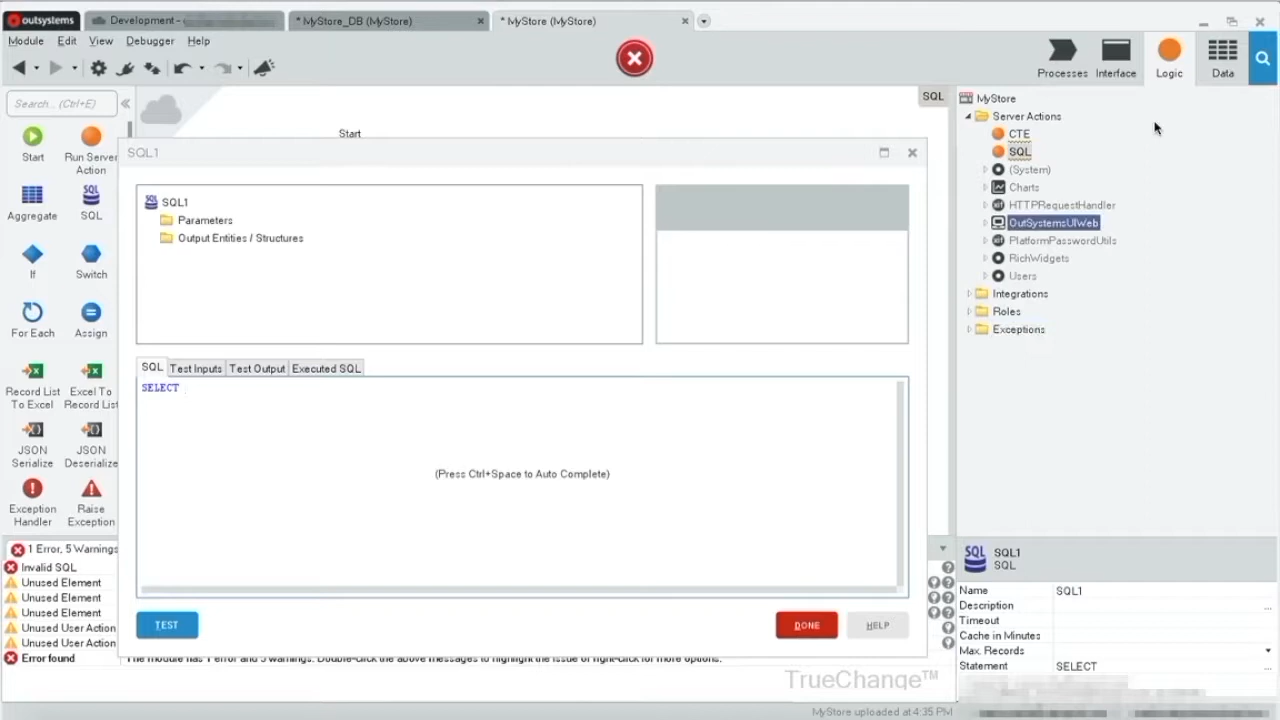 outsystems
Development -
* MyStore_DB (MyStore)
* MyStore (MyStore)
Module Edit View Debugger Help
Processes Interface Logic Data
Search... (Ctrl+E)
Start
Run Server Action
Aggregate
SQL
If
Switch
For Each
Assign
Record List To Excel
Excel To Record List
JSON Serialize
JSON Deserialize
Exception Handler
Raise Exception
SQL
Start
SQL1
SQL1
Parameters
Output Entities / Structures
SQL Test Inputs Test Output Executed SQL
SELECT
(Press Ctrl+Space to Auto Complete)
TEST
DONE
HELP
1 Error, 5 Warnings
Invalid SQL
Unused Element
Unused Element
Unused Element
Unused User Action
Unused User Action
Error found
The module has 1 error and 5 warnings. Double-click the above messages to highlight the issue or right-click for more options.
TrueChange™
MyStore uploaded at 4:35 PM
MyStore
Server Actions
CTE
SQL
(System)
Charts
HTTPRequestHandler
OutSystemsUIWeb
PlatformPasswordUtils
RichWidgets
Users
Integrations
Roles
Exceptions
SQL
SQL1
SQL
Name SQL1
Description ...
Timeout
Cache in Minutes
Max. Records
Statement SELECT ...